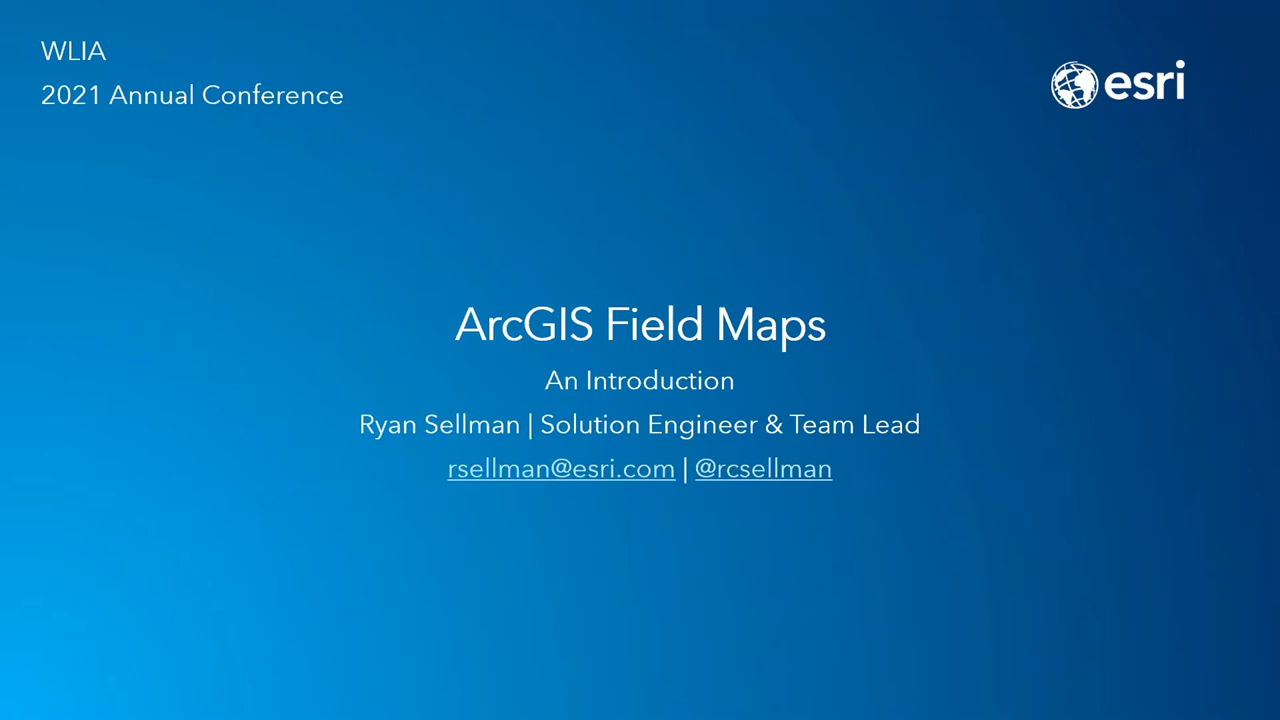 WLIA
2021 Annual Conference
esri
ArcGIS Field Maps
An Introduction
Ryan Sellman | Solution Engineer & Team Lead
rsellman@esri.com | @rcsellman